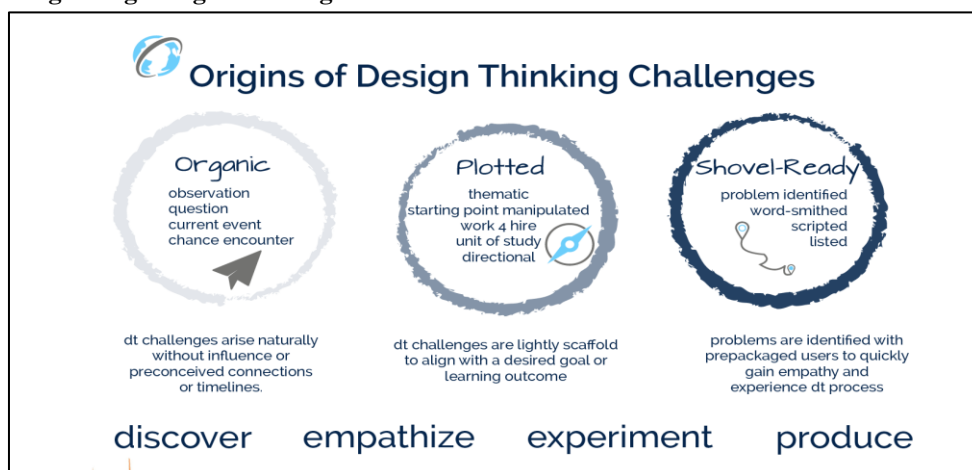 Origins of Design Thinking Challenges
Organic
observation
question
current event
chance encounter
dt challenges arise naturally
without influence or
preconceived connections
or timelines.
Plotted
thematic
starting point manipulated
work 4 hire
unit of study
directional
dt challenges are lightly scaffold
to align with a desired goal or
learning outcome
Shovel-Ready
problem identified
word-smithed
scripted
listed
problems are identified with
prepackaged users to quickly
gain empathy and
experience dt process
discover empathize experiment produce